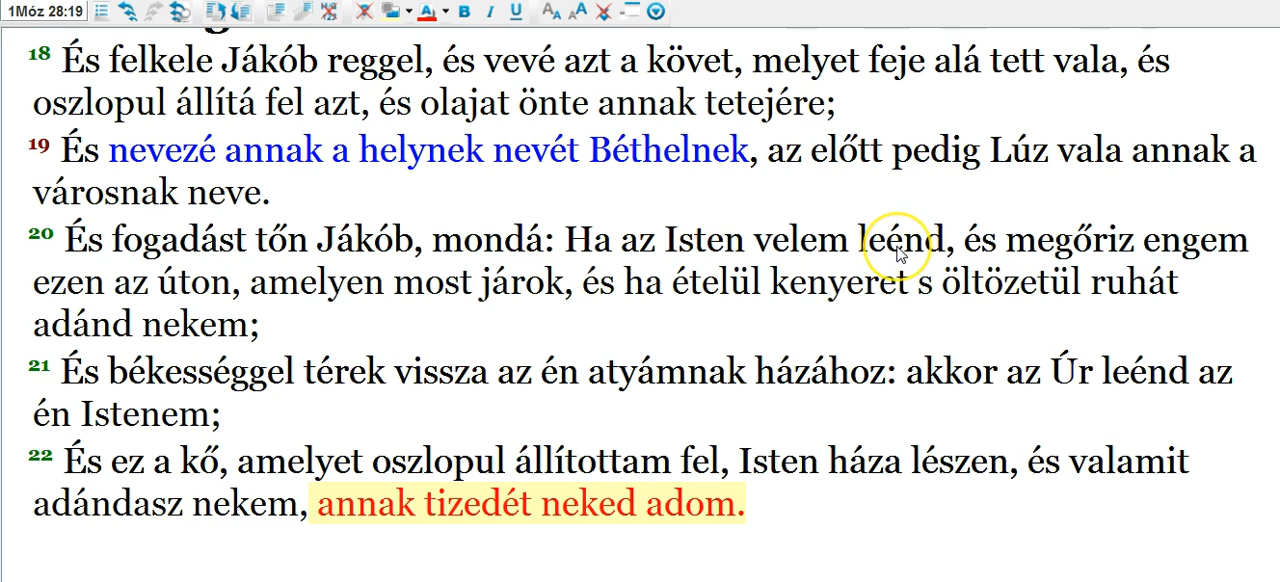 1Móz 28:19
B I U
18 És felkele Jákób reggel, és vevé azt a követ, melyet feje alá tett vala, és
oszlopul állítá fel azt, és olajat önte annak tetejére;
19 És nevezé annak a helynek nevét Béthelnek, az előtt pedig Lúz vala annak a
városnak neve.
20 És fogadást tőn Jákób, mondá: Ha az Isten velem leénd, és megőriz engem
ezen az úton, amelyen most járok, és ha ételül kenyeret s öltözetül ruhát
adánd nekem;
21 És békességgel térek vissza az én atyámnak házához: akkor az Úr leénd az
én Istenem;
22 És ez a kő, amelyet oszlopul állítottam fel, Isten háza lészen, és valamit
adándasz nekem, annak tizedét neked adom.